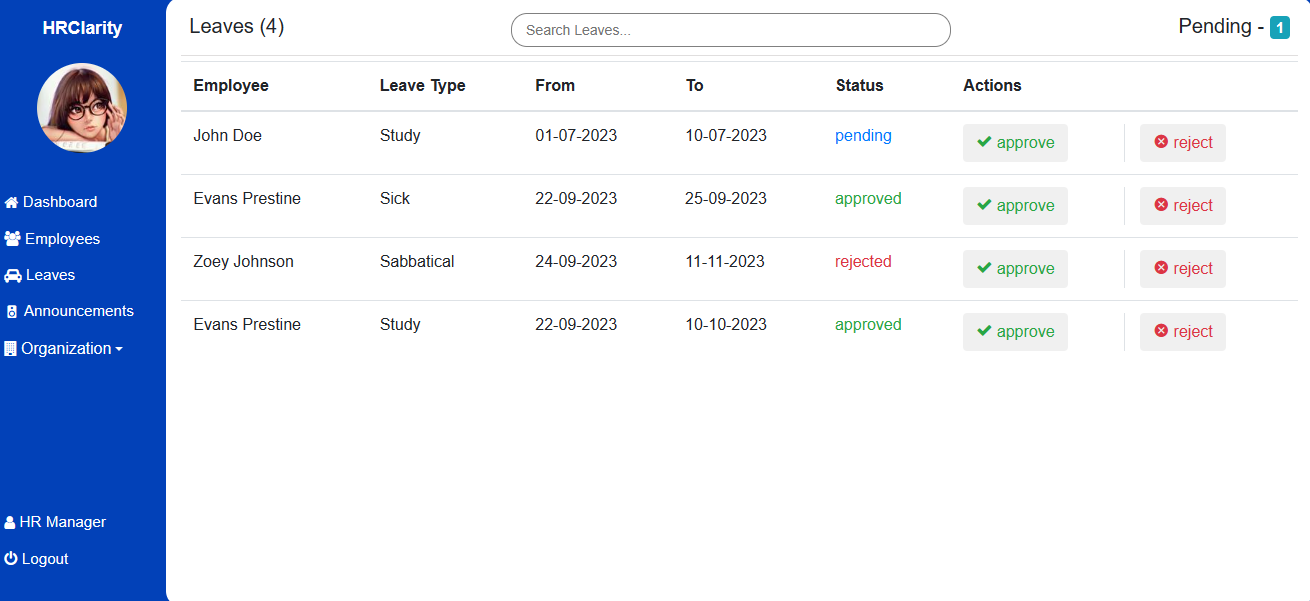 HRClarity
Dashboard
Employees
Leaves
Announcements
Organization
HR Manager
Logout
Leaves (4)
Search Leaves...
Pending - 1
Employee Leave Type From To Status Actions
John Doe Study 01-07-2023 10-07-2023 pending approve reject
Evans Prestine Sick 22-09-2023 25-09-2023 approved approve reject
Zoey Johnson Sabbatical 24-09-2023 11-11-2023 rejected approve reject
Evans Prestine Study 22-09-2023 10-10-2023 approved approve reject